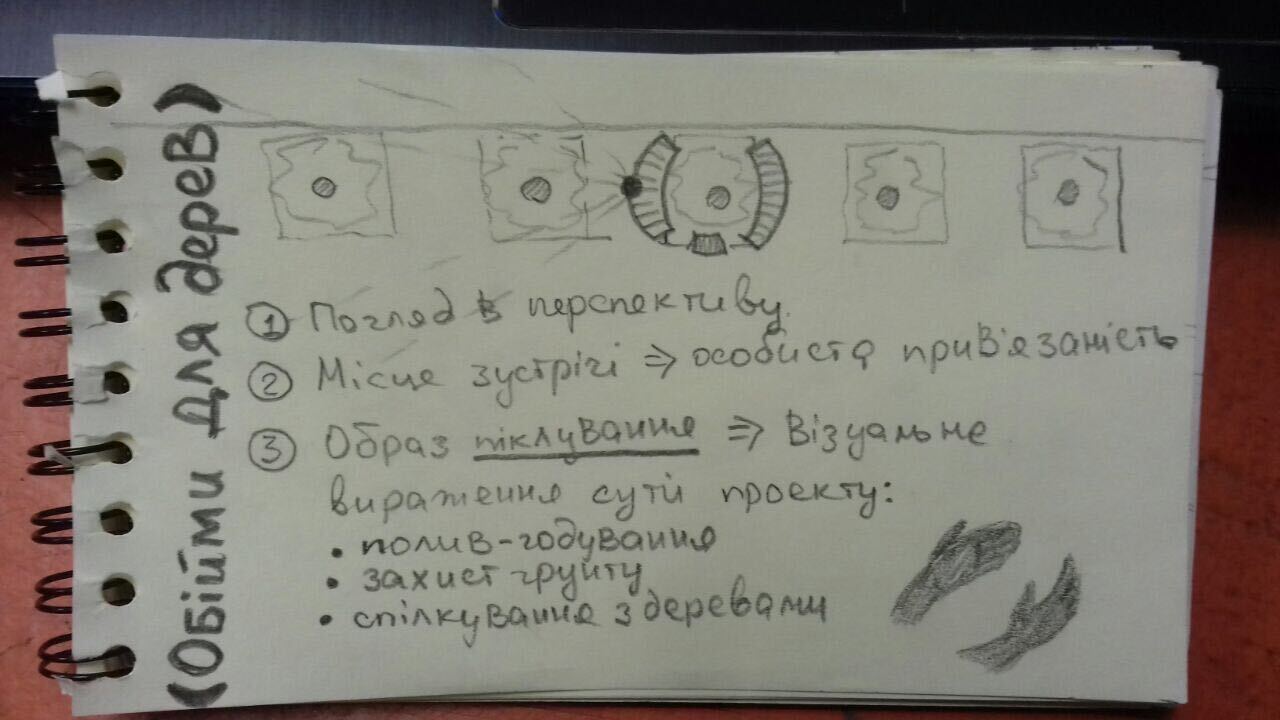 (Обійми Для дерев)
① Погляд в перспективу
② Місце зустрічі ⇒ особиста прив'язаність
③ Образ піклування ⇒ Візуальне
вираження суті проекту:
• полив-годування
• захист грунту
• спілкування з деревами